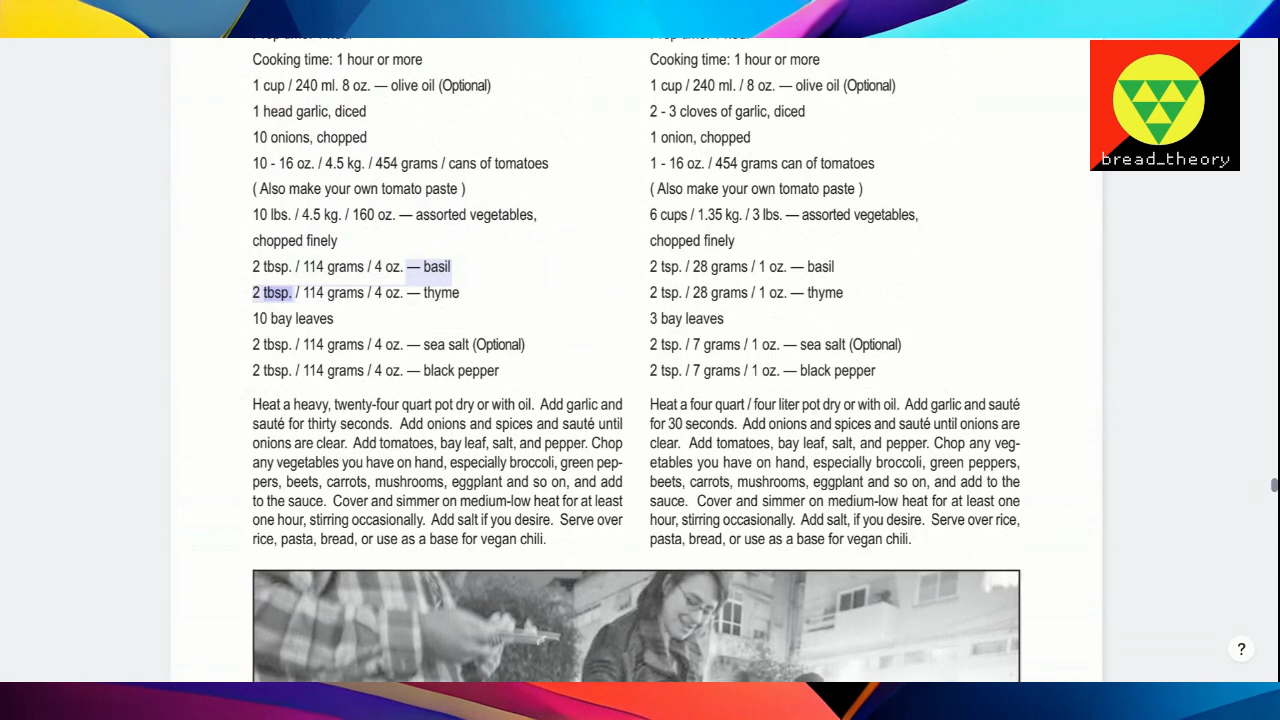 Cooking time: 1 hour or more
1 cup / 240 ml. 8 oz. — olive oil (Optional)
1 head garlic, diced
10 onions, chopped
10 - 16 oz. / 4.5 kg. / 454 grams / cans of tomatoes
( Also make your own tomato paste )
10 lbs. / 4.5 kg. / 160 oz. — assorted vegetables,
chopped finely
2 tbsp. / 114 grams / 4 oz. — basil
2 tbsp. / 114 grams / 4 oz. — thyme
10 bay leaves
2 tbsp. / 114 grams / 4 oz. — sea salt (Optional)
2 tbsp. / 114 grams / 4 oz. — black pepper
Heat a heavy, twenty-four quart pot dry or with oil. Add garlic and
sauté for thirty seconds. Add onions and spices and sauté until
onions are clear. Add tomatoes, bay leaf, salt, and pepper. Chop
any vegetables you have on hand, especially broccoli, green pep-
pers, beets, carrots, mushrooms, eggplant and so on, and add
to the sauce. Cover and simmer on medium-low heat for at least
one hour, stirring occasionally. Add salt if you desire. Serve over
rice, pasta, bread, or use as a base for vegan chili.
Cooking time: 1 hour or more
1 cup / 240 ml. / 8 oz. — olive oil (Optional)
2 - 3 cloves of garlic, diced
1 onion, chopped
1 - 16 oz. / 454 grams can of tomatoes
( Also make your own tomato paste )
6 cups / 1.35 kg. / 3 lbs. — assorted vegetables,
chopped finely
2 tsp. / 28 grams / 1 oz. — basil
2 tsp. / 28 grams / 1 oz. — thyme
3 bay leaves
2 tsp. / 7 grams / 1 oz. — sea salt (Optional)
2 tsp. / 7 grams / 1 oz. — black pepper
Heat a four quart / four liter pot dry or with oil. Add garlic and sauté
for 30 seconds. Add onions and spices and sauté until onions are
clear. Add tomatoes, bay leaf, salt, and pepper. Chop any veg-
etables you have on hand, especially broccoli, green peppers,
beets, carrots, mushrooms, eggplant and so on, and add to the
sauce. Cover and simmer on medium-low heat for at least one
hour, stirring occasionally. Add salt, if you desire. Serve over rice,
pasta, bread, or use as a base for vegan chili.
bread_theory
?